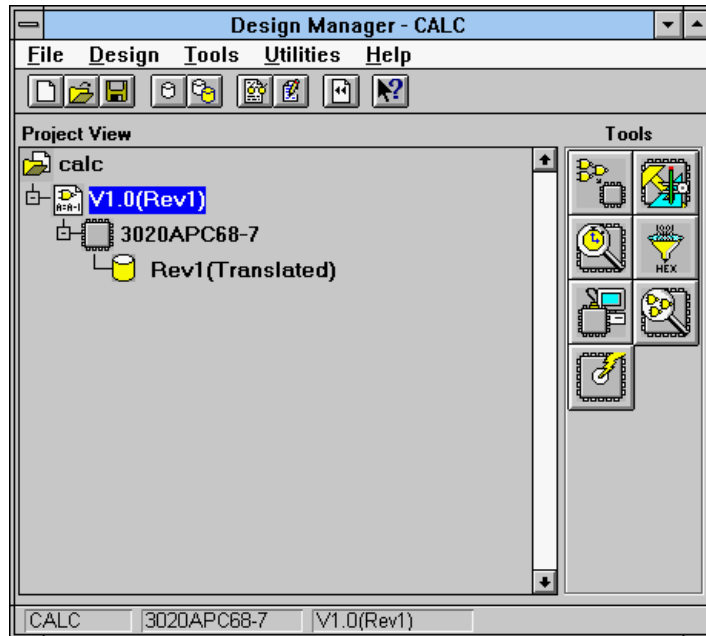 Design Manager - CALC
File Design Tools Utilities Help
Project View
Tools
calc
V1.0(Rev1)
3020APC68-7
Rev1(Translated)
HEX
CALC 3020APC68-7 V1.0(Rev1)